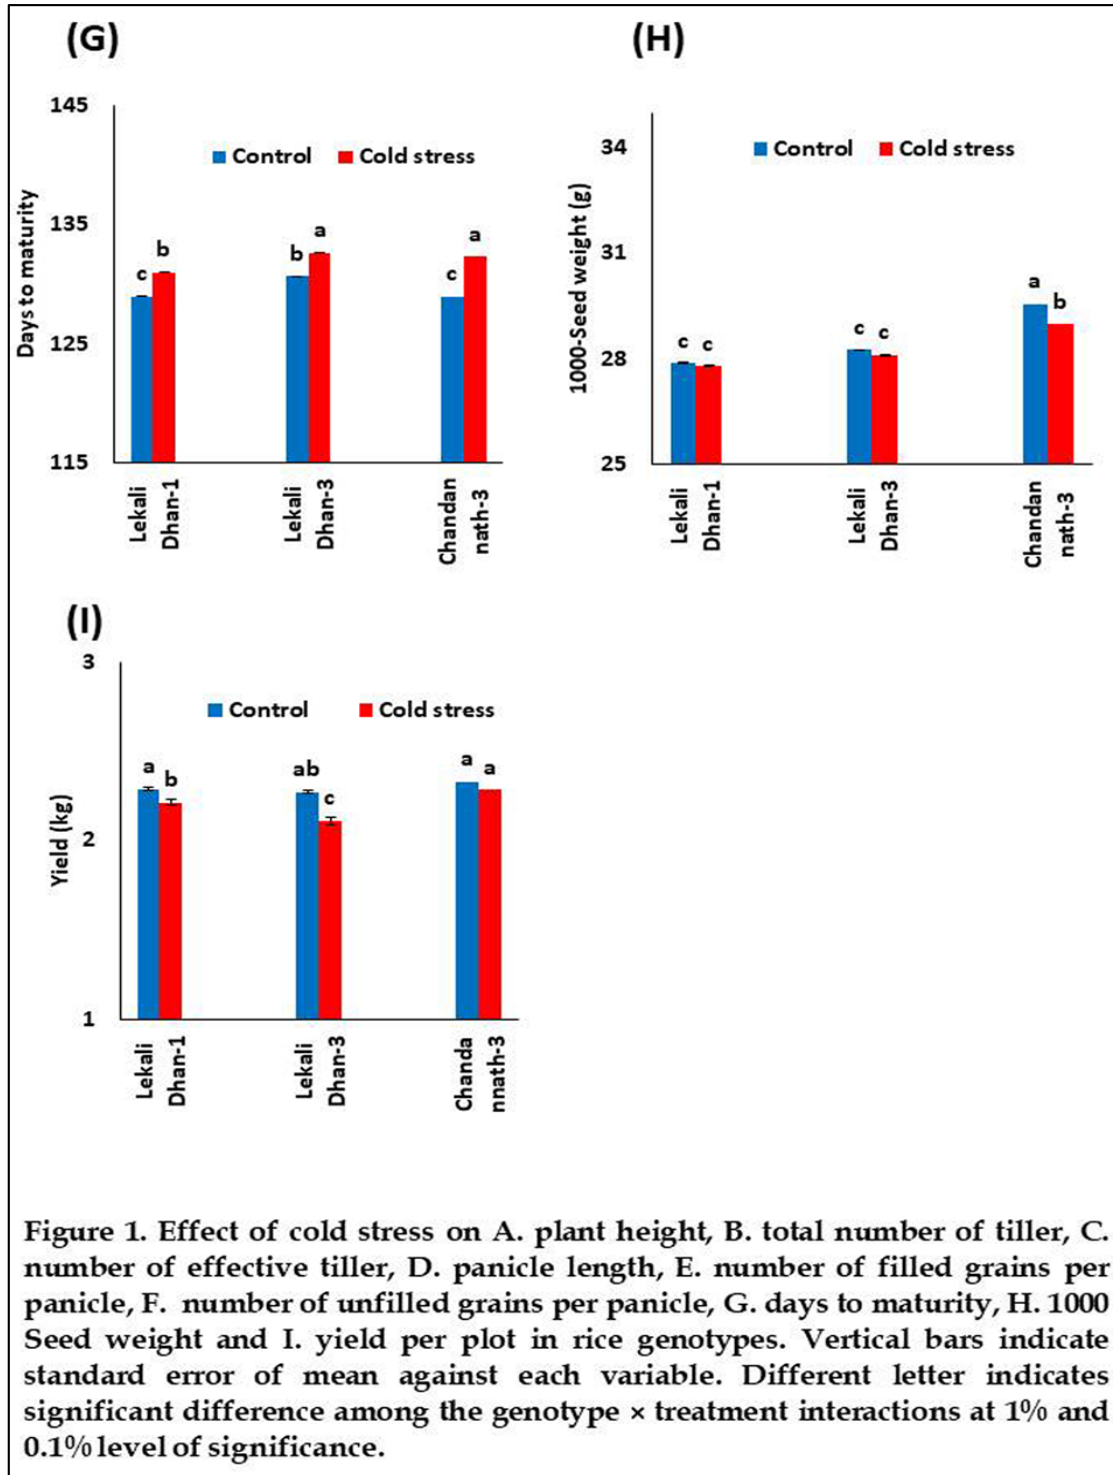 (G)
145
135
125
115
Days to maturity
Control Cold stress
c b b a c a
Lekali Dhan-1
Lekali Dhan-3
Chandan nath-3
(H)
34
31
28
25
1000-Seed weight (g)
Control Cold stress
c c c c a b
Lekali Dhan-1
Lekali Dhan-3
Chandan nath-3
(I)
3
2
1
Yield (kg)
Control Cold stress
a b ab c a a
Lekali Dhan-1
Lekali Dhan-3
Chanda nnath-3
Figure 1. Effect of cold stress on A. plant height, B. total number of tiller, C.
number of effective tiller, D. panicle length, E. number of filled grains per
panicle, F. number of unfilled grains per panicle, G. days to maturity, H. 1000
Seed weight and I. yield per plot in rice genotypes. Vertical bars indicate
standard error of mean against each variable. Different letter indicates
significant difference among the genotype × treatment interactions at 1% and
0.1% level of significance.